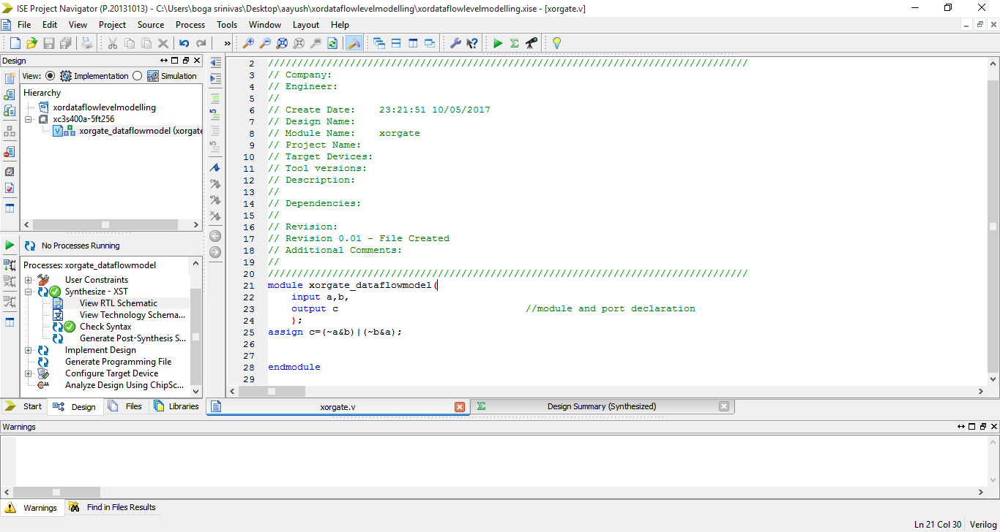 ISE Project Navigator (P.20131013) - C:\Users\boga srinivas\Desktop\aayush\xordataflowlevelmodelling\xordataflowlevelmodelling.xise - [xorgate.v]
File Edit View Project Source Process Tools Window Layout Help
»
Design
View: Implementation Simulation
Hierarchy
xordataflowlevelmodelling
xc3s400a-5ft256
V xorgate_dataflowmodel (xorgate
No Processes Running
Processes: xorgate_dataflowmodel
User Constraints
Synthesize - XST
View RTL Schematic
View Technology Schema...
Check Syntax
Generate Post-Synthesis S...
Implement Design
Generate Programming File
Configure Target Device
Analyze Design Using ChipSc...
Start Design Files Libraries
2 //////////////////////////////////////////////////////////////////////////////////
3 // Company:
4 // Engineer:
5 //
6 // Create Date:    23:21:51 10/05/2017
7 // Design Name:
8 // Module Name:    xorgate
9 // Project Name:
10 // Target Devices:
11 // Tool versions:
12 // Description:
13 //
14 // Dependencies:
15 //
16 // Revision:
17 // Revision 0.01 - File Created
18 // Additional Comments:
19 //
20 //////////////////////////////////////////////////////////////////////////////////
21 module xorgate_dataflowmodel(
22     input a,b,
23     output c                                //module and port declaration
24     );
25 assign c=(~a&b)|(~b&a);
26
27
28 endmodule
29
xorgate.v Design Summary (Synthesized)
Warnings
Warnings Find in Files Results
Ln 21 Col 30 Verilog